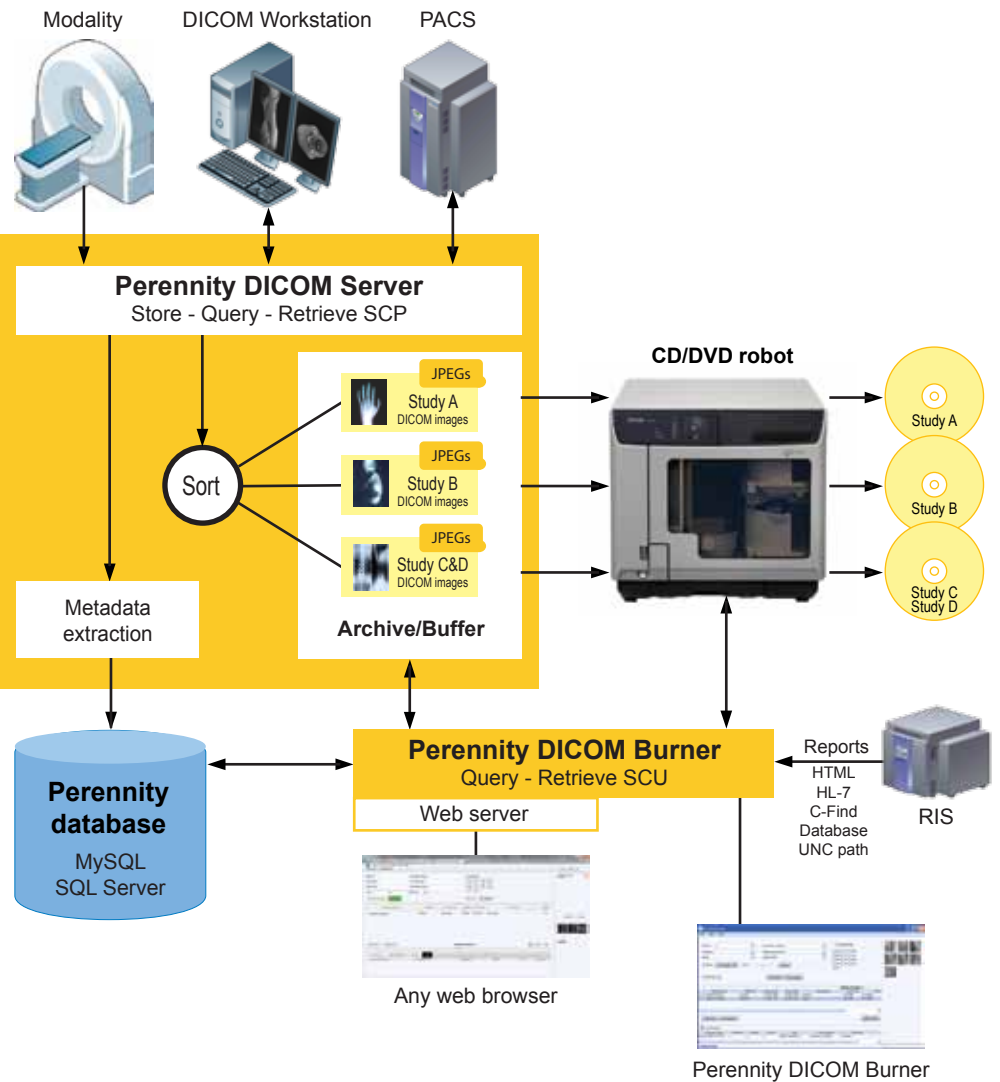 Modality
DICOM Workstation
PACS
Perennity DICOM Server
Store - Query - Retrieve SCP
JPEGs
Study A
DICOM images
JPEGs
Study B
DICOM images
JPEGs
Study C&D
DICOM images
Archive/Buffer
Sort
Metadata
extraction
CD/DVD robot
Study A
Study B
Study C
Study D
Perennity
database
MySQL
SQL Server
Perennity DICOM Burner
Query - Retrieve SCU
Web server
Reports
HTML
HL-7
C-Find
Database
UNC path
RIS
Any web browser
Perennity DICOM Burner